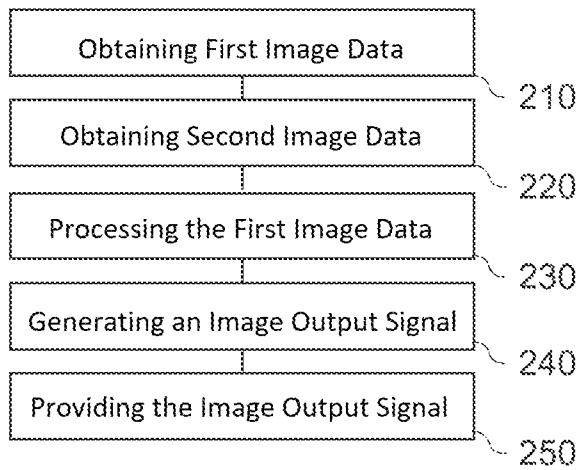 Obtaining First Image Data
210
Obtaining Second Image Data
220
Processing the First Image Data
230
Generating an Image Output Signal
240
Providing the Image Output Signal
250